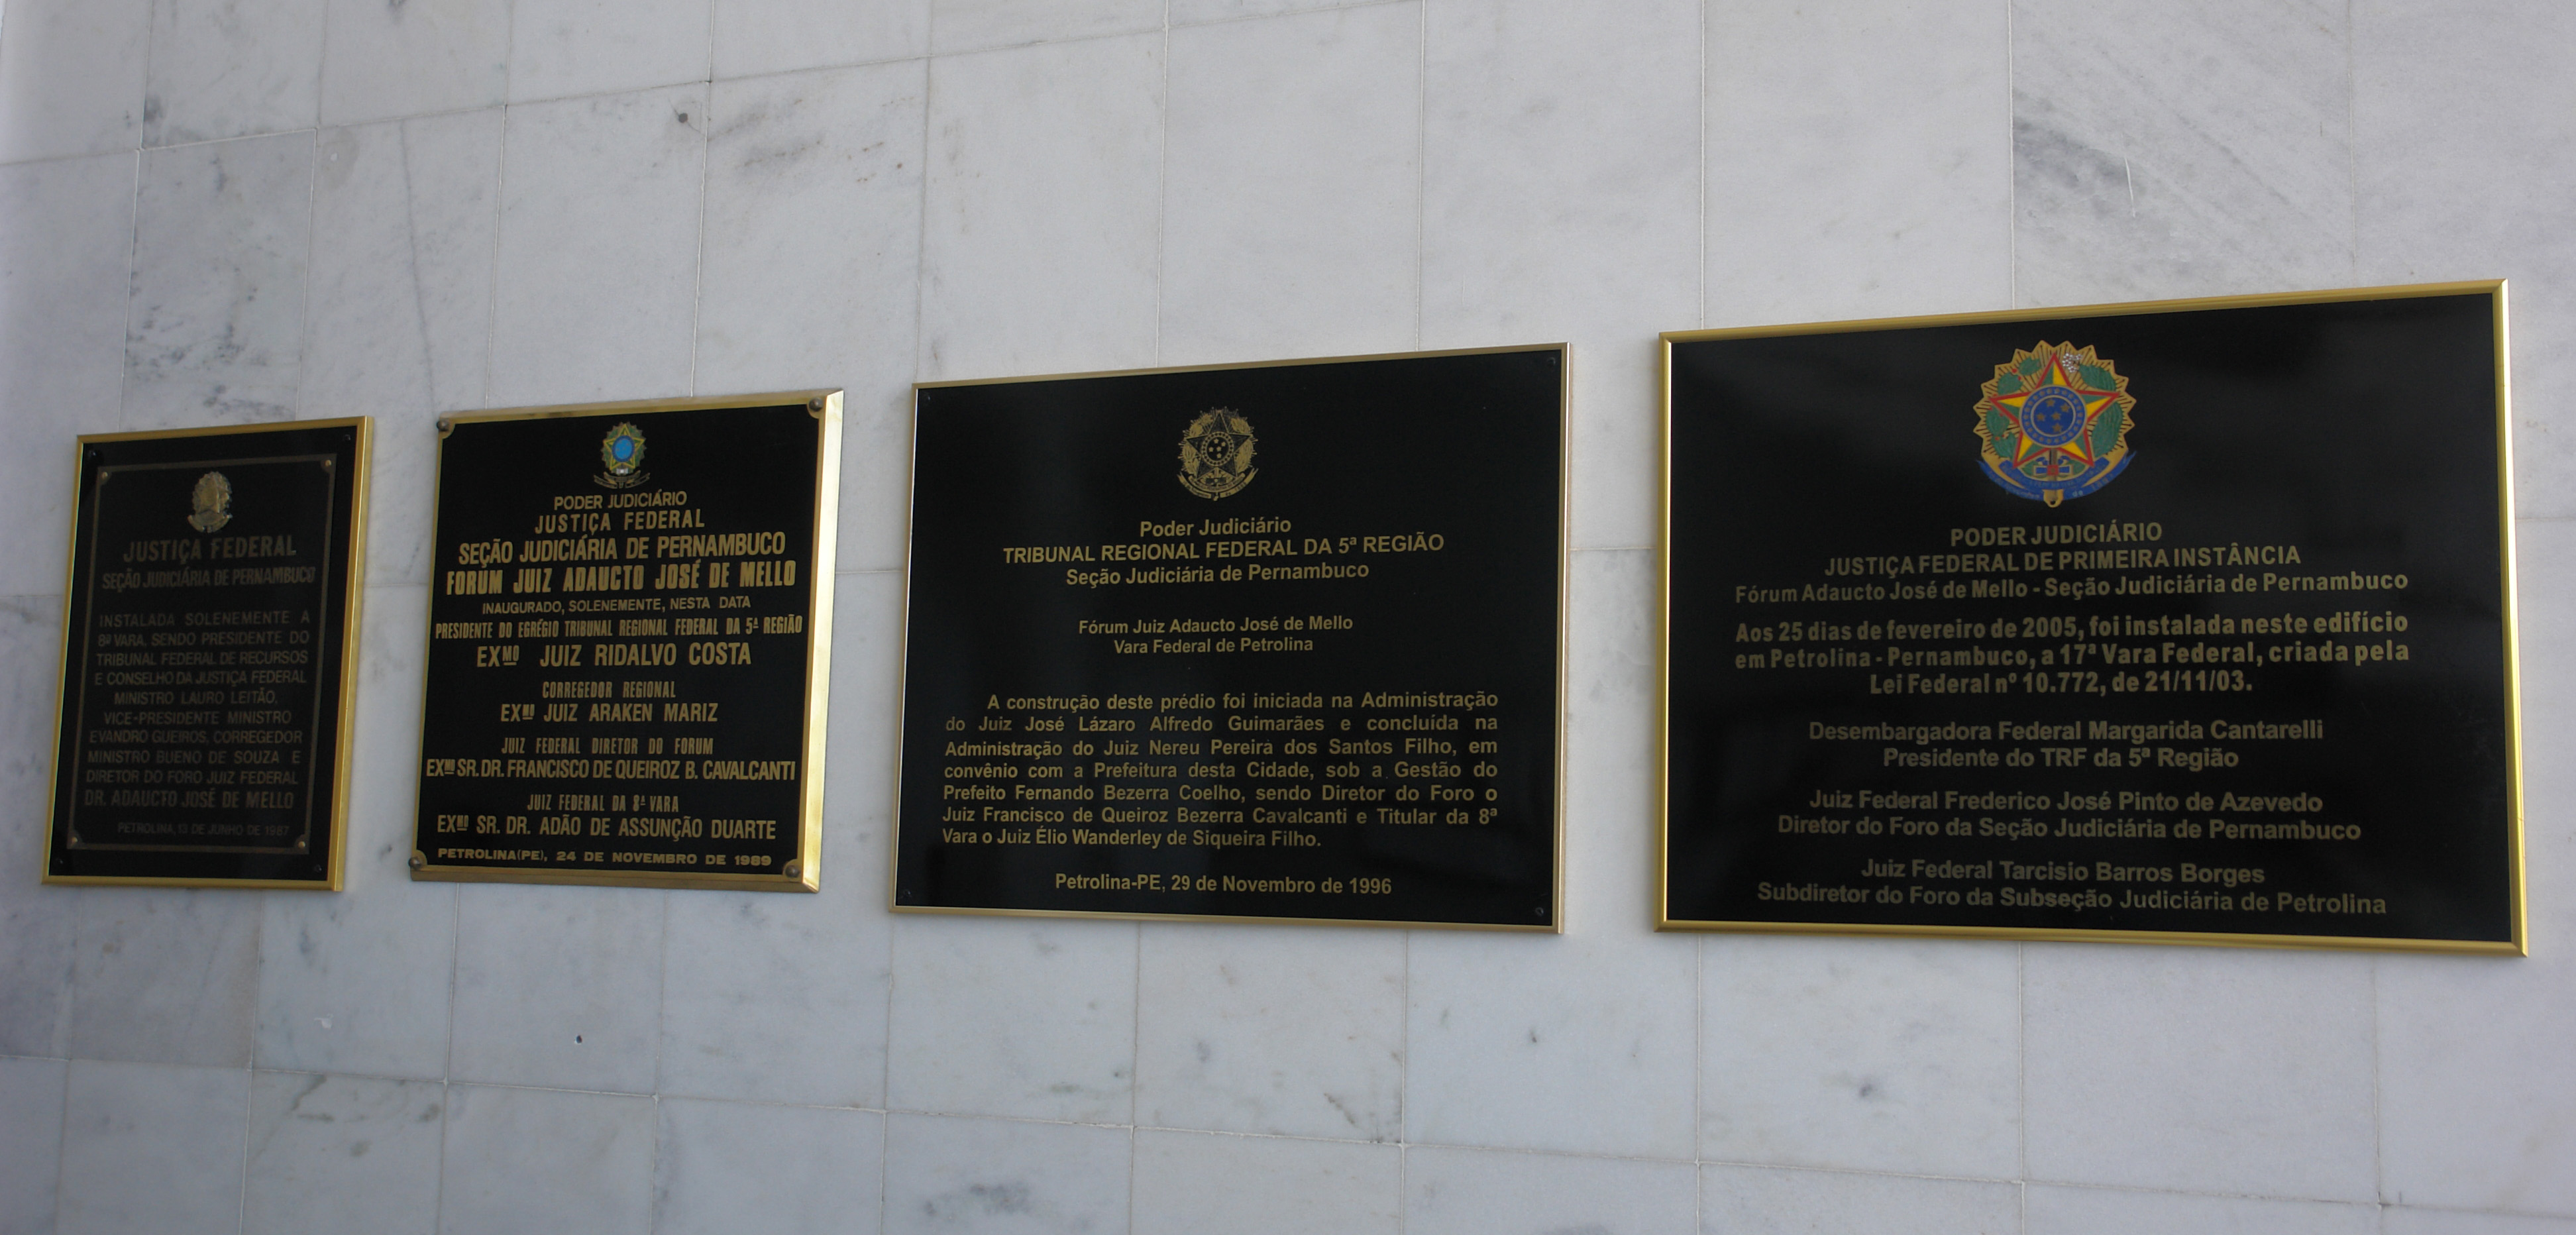 JUSTIÇA FEDERAL
SEÇÃO JUDICIÁRIA DE PERNAMBUCO
INSTALADA SOLENEMENTE A
8ª VARA, SENDO PRESIDENTE DO
TRIBUNAL FEDERAL DE RECURSOS
E CONSELHO DA JUSTIÇA FEDERAL
MINISTRO LAURO LEITÃO,
VICE-PRESIDENTE MINISTRO
EVANDRO GUEIROS, CORREGEDOR
MINISTRO BUENO DE SOUZA E
DIRETOR DO FORO JUIZ FEDERAL
DR. ADAUCTO JOSÉ DE MELLO
PETROLINA, 13 DE JUNHO DE 1987
PODER JUDICIÁRIO
JUSTIÇA FEDERAL
SEÇÃO JUDICIÁRIA DE PERNAMBUCO
FORUM JUIZ ADAUCTO JOSÉ DE MELLO
INAUGURADO, SOLENEMENTE, NESTA DATA
PRESIDENTE DO EGRÉGIO TRIBUNAL REGIONAL FEDERAL DA 5ª REGIÃO
EXMO JUIZ RIDALVO COSTA
CORREGEDOR REGIONAL
EXMO JUIZ ARAKEN MARIZ
JUIZ FEDERAL DIRETOR DO FORUM
EXMO SR. DR. FRANCISCO DE QUEIROZ B. CAVALCANTI
JUIZ FEDERAL DA 8ª VARA
EXMO SR. DR. ADÃO DE ASSUNÇÃO DUARTE
PETROLINA(PE), 24 DE NOVEMBRO DE 1989
Poder Judiciário
TRIBUNAL REGIONAL FEDERAL DA 5ª REGIÃO
Seção Judiciária de Pernambuco
Fórum Juiz Adaucto José de Mello
Vara Federal de Petrolina
A construção deste prédio foi iniciada na Administração
do Juiz José Lázaro Alfredo Guimarães e concluída na
Administração do Juiz Nereu Pereira dos Santos Filho, em
convênio com a Prefeitura desta Cidade, sob a Gestão do
Prefeito Fernando Bezerra Coelho, sendo Diretor do Foro o
Juiz Francisco de Queiroz Bezerra Cavalcanti e Titular da 8ª
Vara o Juiz Élio Wanderley de Siqueira Filho.
Petrolina-PE, 29 de Novembro de 1996
PODER JUDICIÁRIO
JUSTIÇA FEDERAL DE PRIMEIRA INSTÂNCIA
Fórum Adaucto José de Mello - Seção Judiciária de Pernambuco
Aos 25 dias de fevereiro de 2005, foi instalada neste edifício
em Petrolina - Pernambuco, a 17ª Vara Federal, criada pela
Lei Federal nº 10.772, de 21/11/03.
Desembargadora Federal Margarida Cantarelli
Presidente do TRF da 5ª Região
Juiz Federal Frederico José Pinto de Azevedo
Diretor do Foro da Seção Judiciária de Pernambuco
Juiz Federal Tarcisio Barros Borges
Subdiretor do Foro da Subseção Judiciária de Petrolina